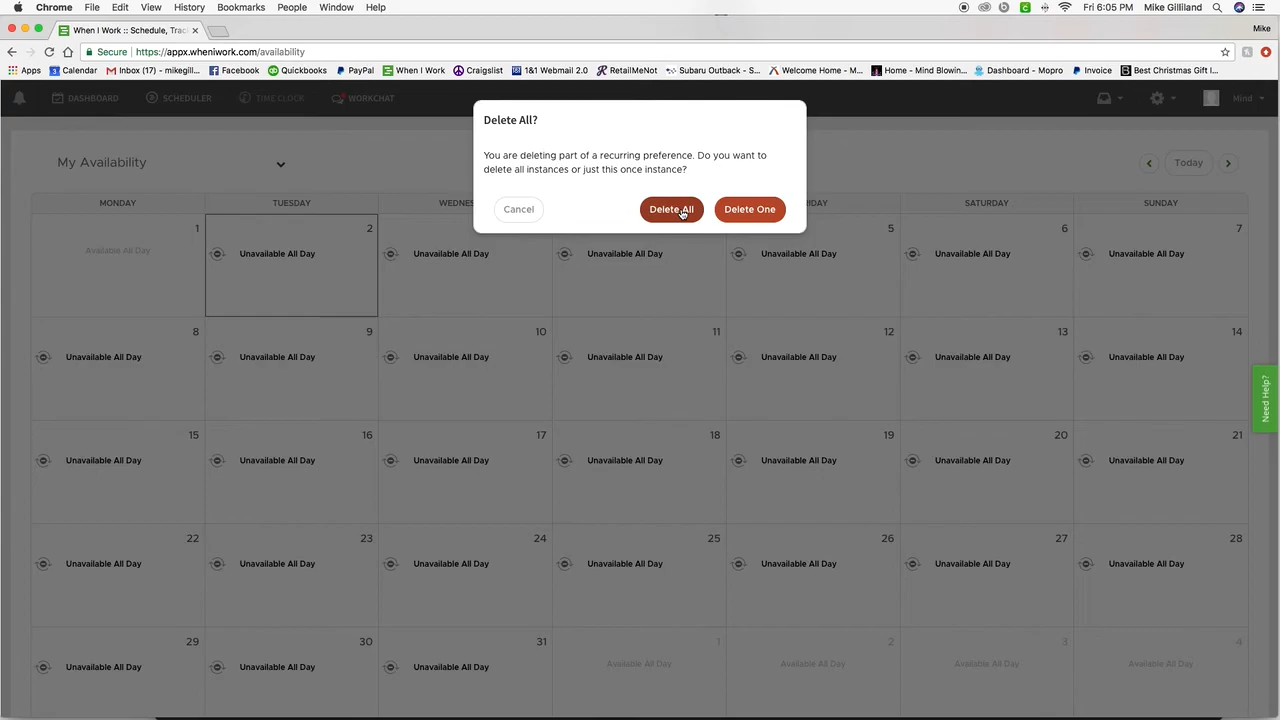 Chrome File Edit View History Bookmarks People Window Help Fri 6:05 PM Mike Gilliland
When I Work :: Schedule, Trac Mike
Secure https://appx.wheniwork.com/availability
Apps Calendar Inbox (17) - mikegill... Facebook Quickbooks PayPal When I Work Craigslist 1&1 Webmail 2.0 RetailMeNot Subaru Outback - S... Welcome Home - M... Home - Mind Blowin... Dashboard - Mopro Invoice Best Christmas Gift I...
DASHBOARD SCHEDULER TIME CLOCK WORKCHAT Mind
Delete All?
You are deleting part of a recurring preference. Do you want to
delete all instances or just this once instance?
Cancel Delete All Delete One
My Availability Today
MONDAY TUESDAY WEDNES SATURDAY SUNDAY
1 2 5 6 7
Available All Day Unavailable All Day Unavailable All Day Unavailable All Day Unavailable All Day Unavailable All Day Unavailable All Day
8 9 10 11 12 13 14
Unavailable All Day Unavailable All Day Unavailable All Day Unavailable All Day Unavailable All Day Unavailable All Day Unavailable All Day
15 16 17 18 19 20 21
Unavailable All Day Unavailable All Day Unavailable All Day Unavailable All Day Unavailable All Day Unavailable All Day Unavailable All Day
22 23 24 25 26 27 28
Unavailable All Day Unavailable All Day Unavailable All Day Unavailable All Day Unavailable All Day Unavailable All Day Unavailable All Day
29 30 31 1 2 3 4
Unavailable All Day Unavailable All Day Unavailable All Day Available All Day Available All Day Available All Day Available All Day
Need Help?